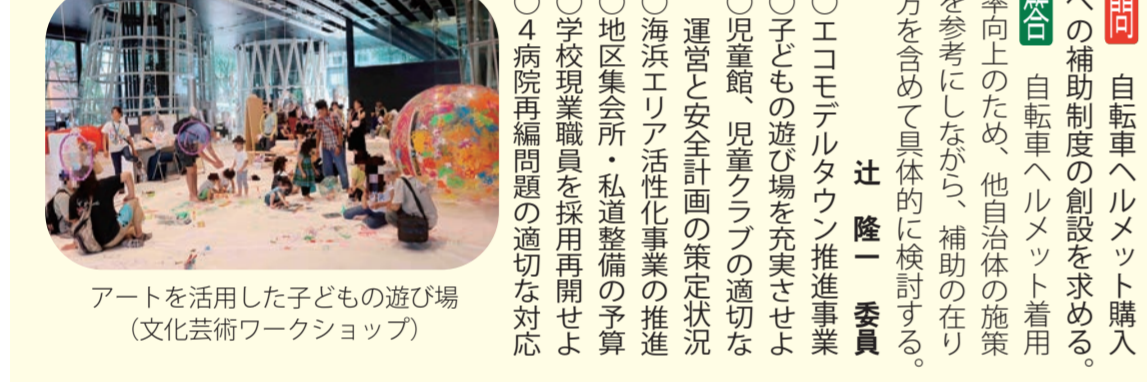 問 自転車ヘルメット購入
への補助制度の創設を求める。
答 自転車ヘルメット着用
率向上のため、他自治体の施策
を参考にしながら、補助の在り
方を含めて具体的に検討する。
辻 隆一 委員
○エコモデルタウン推進事業
○子どもの遊び場を充実させよ
○児童館、児童クラブの適切な
運営と安全計画の策定状況
○海浜エリア活性化事業の推進
○地区集会所・私道整備の予算
○学校現業職員を採用再開せよ
○4病院再編問題の適切な対応
アートを活用した子どもの遊び場
(文化芸術ワークショップ)